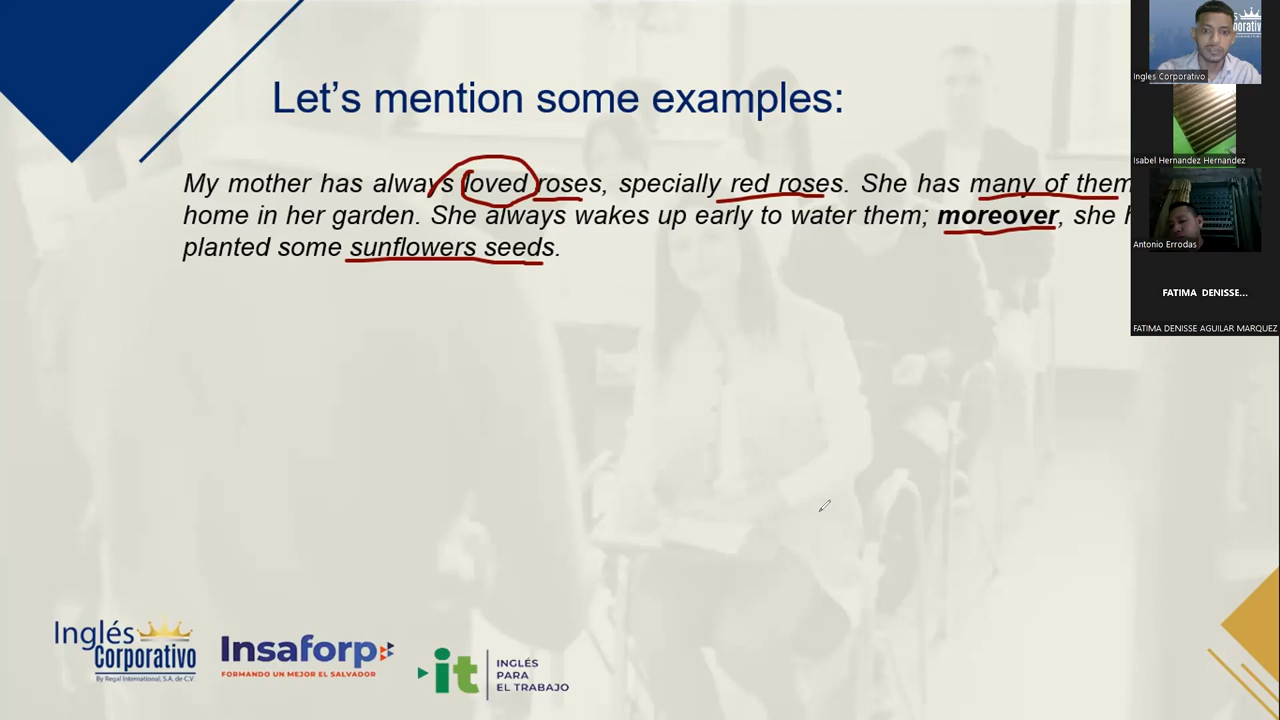 Let's mention some examples:
My mother has always loved roses, specially red roses. She has many of them
home in her garden. She always wakes up early to water them; moreover, she
planted some sunflowers seeds.
Ingles Corporativo
Isabel Hernandez Hernandez
Antonio Errodas
FATIMA DENISSE...
FATIMA DENISSE AGUILAR MARQUEZ
Inglés
Corporativo
By Regal International, S.A. de C.V.
Insaforp
FORMANDO UN MEJOR EL SALVADOR
it
INGLÉS
PARA
EL TRABAJO